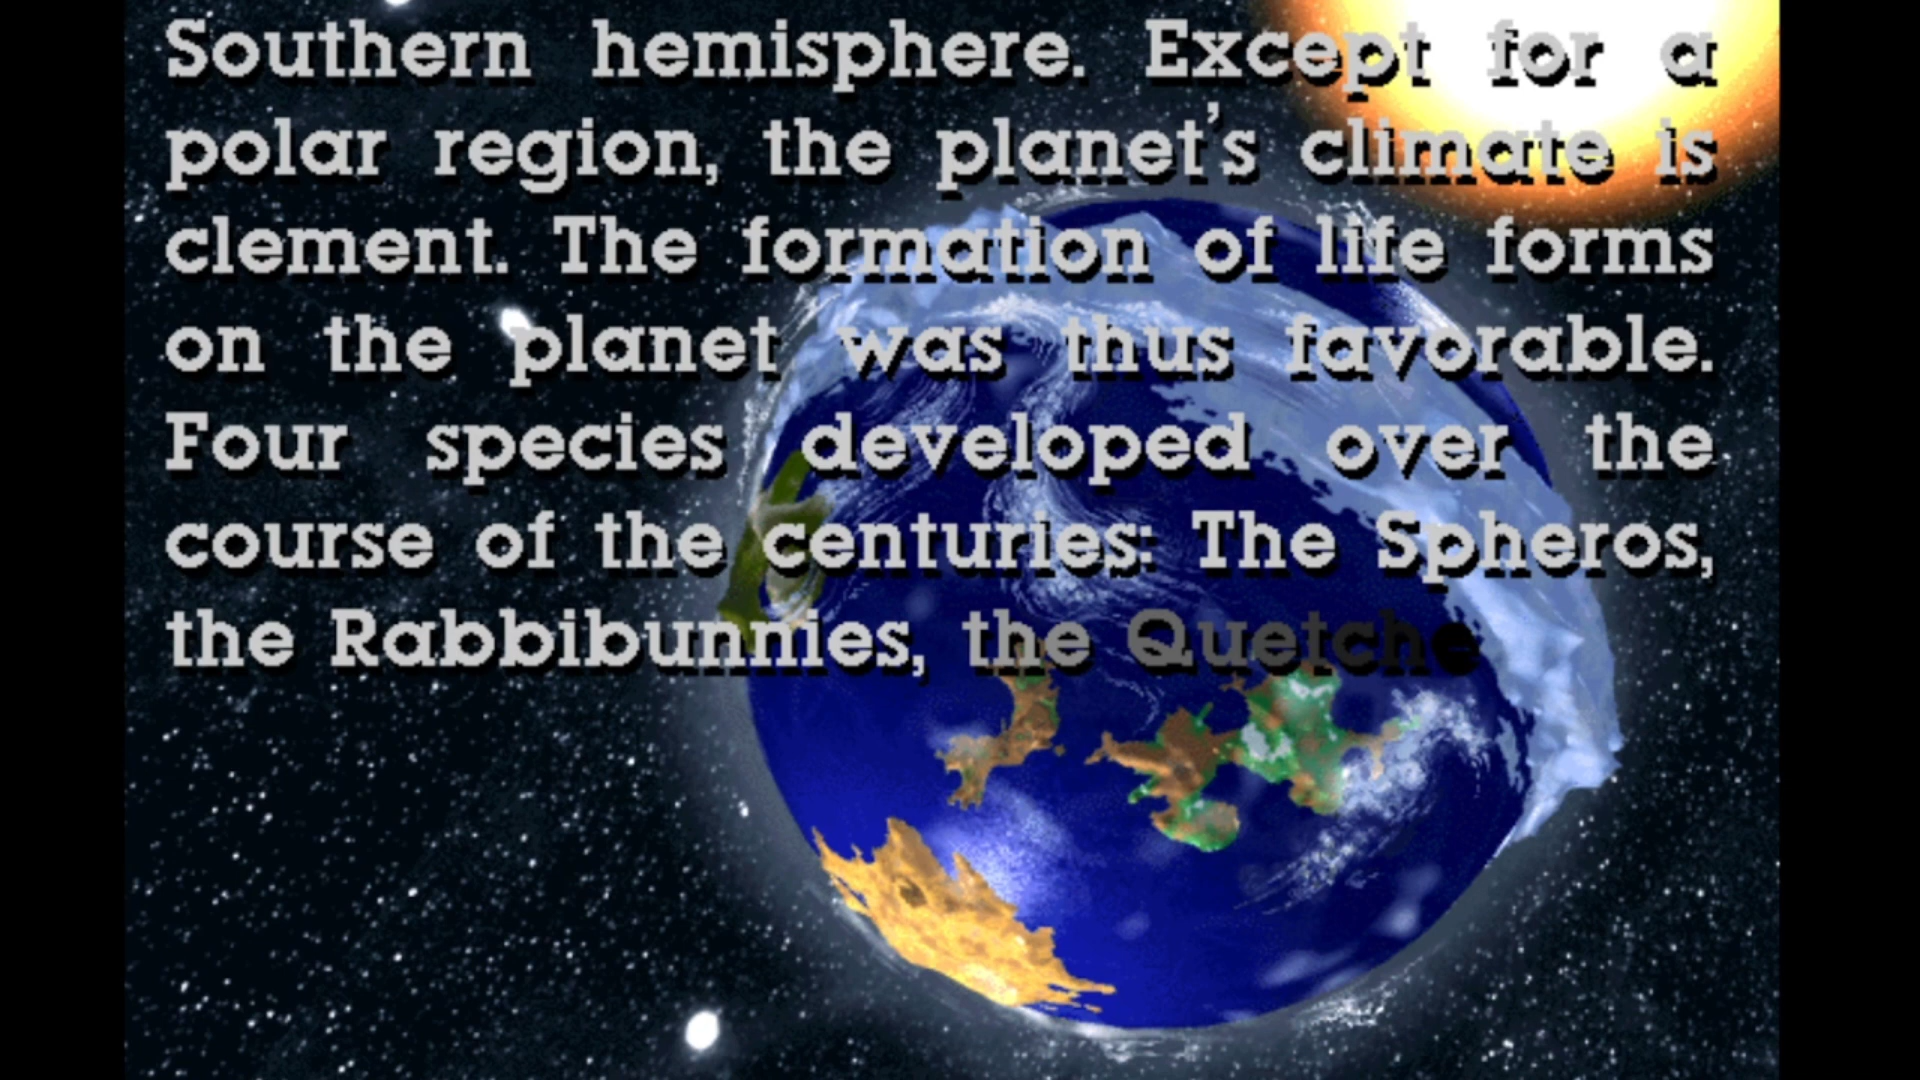 Southern hemisphere. Except for a
polar region, the planet's climate is
clement. The formation of life forms
on the planet was thus favorable.
Four species developed over the
course of the centuries: The Spheros,
the Rabbibunnies, the Quetche